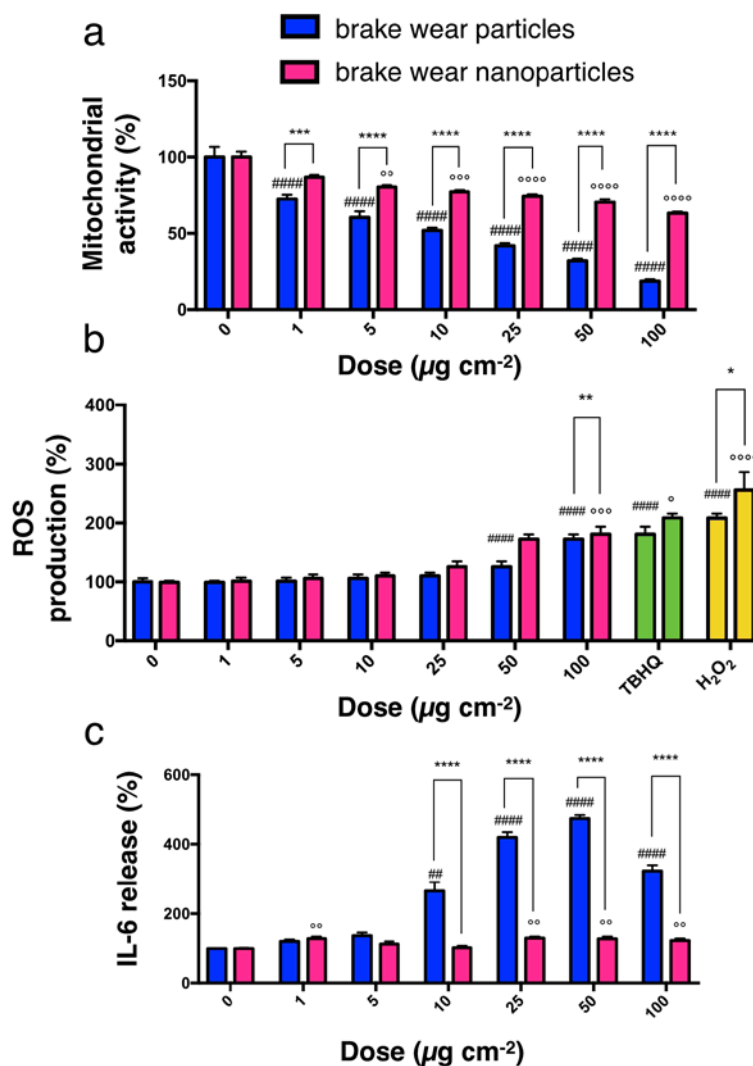 a
brake wear particles
brake wear nanoparticles
Mitochondrial
activity (%)
150
100
50
0
*** **** **** **** **** ****
#### #### #### #### #### ####
°° °°° °°°° °°°° °°°°
0 1 5 10 25 50 100
Dose (µg cm-2)
b
ROS
production (%)
400
300
200
100
0
** *
#### #### °°° #### ° #### °°°°
0 1 5 10 25 50 100 TBHQ H2O2
Dose (µg cm-2)
c
IL-6 release (%)
600
400
200
0
**** **** **** ****
°° ## #### °° #### °° #### °°
0 1 5 10 25 50 100
Dose (µg cm-2)